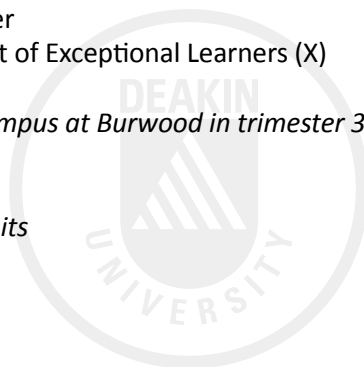 er
t of Exceptional Learners (X)
DEAKIN
mpus at Burwood in trimester 3
its
UNIVERSITY